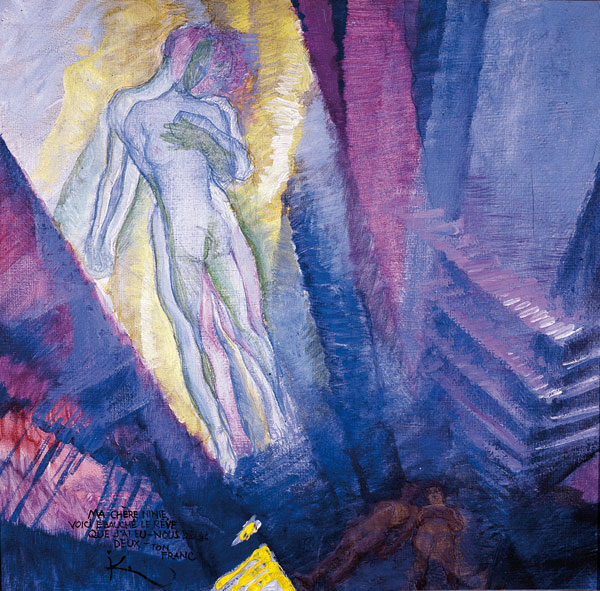 MA CHÈRE NINIE
VOICI ÉBAUCHÉ LE RÊVE
QUE J'AI EU-NOUS
DEUX TON
FRANC